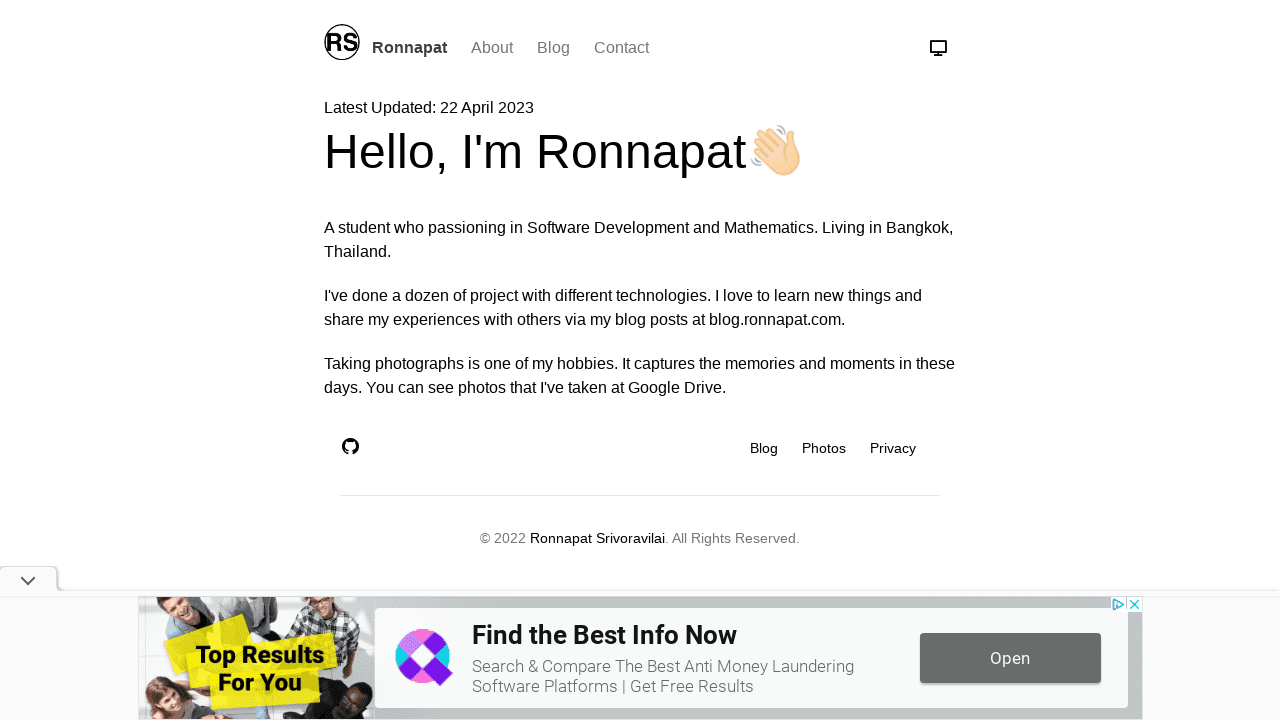 RS
Ronnapat About Blog Contact
Latest Updated: 22 April 2023
Hello, I'm Ronnapat👋🏻
A student who passioning in Software Development and Mathematics. Living in Bangkok,
Thailand.
I've done a dozen of project with different technologies. I love to learn new things and
share my experiences with others via my blog posts at blog.ronnapat.com.
Taking photographs is one of my hobbies. It captures the memories and moments in these
days. You can see photos that I've taken at Google Drive.
Blog Photos Privacy
© 2022 Ronnapat Srivoravilai. All Rights Reserved.
Top Results
For You
Find the Best Info Now
Search & Compare The Best Anti Money Laundering
Software Platforms | Get Free Results
Open